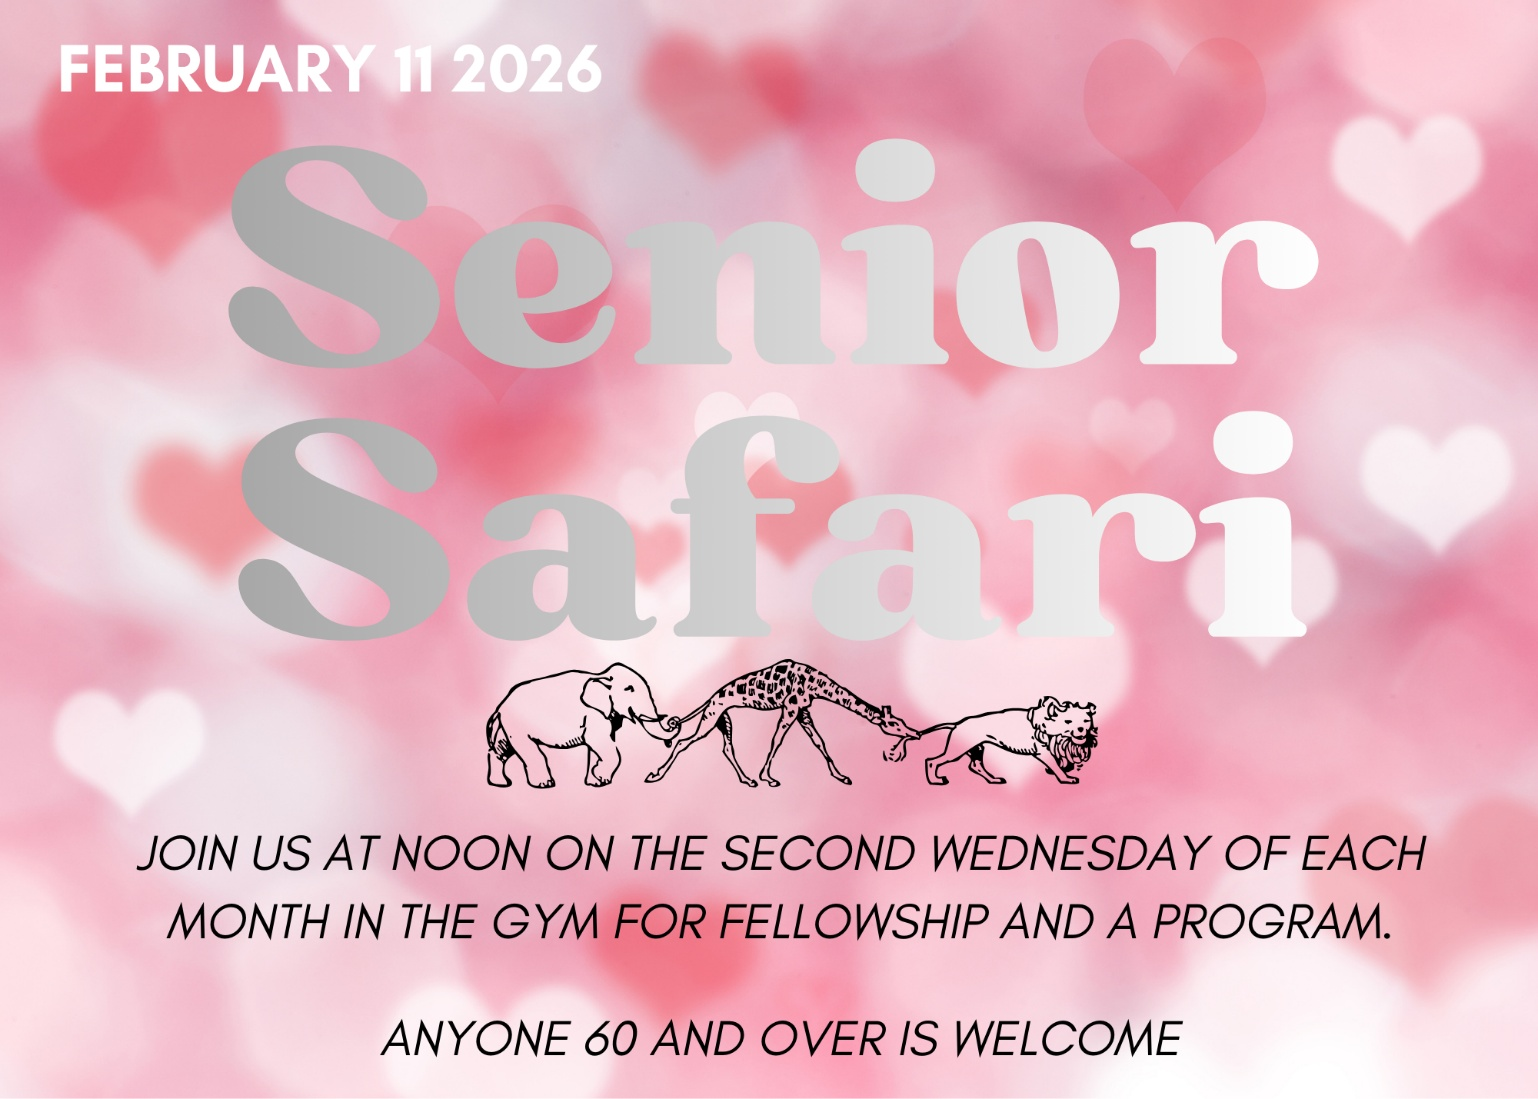 FEBRUARY 11 2026
Senior
Safari
JOIN US AT NOON ON THE SECOND WEDNESDAY OF EACH
MONTH IN THE GYM FOR FELLOWSHIP AND A PROGRAM.
ANYONE 60 AND OVER IS WELCOME